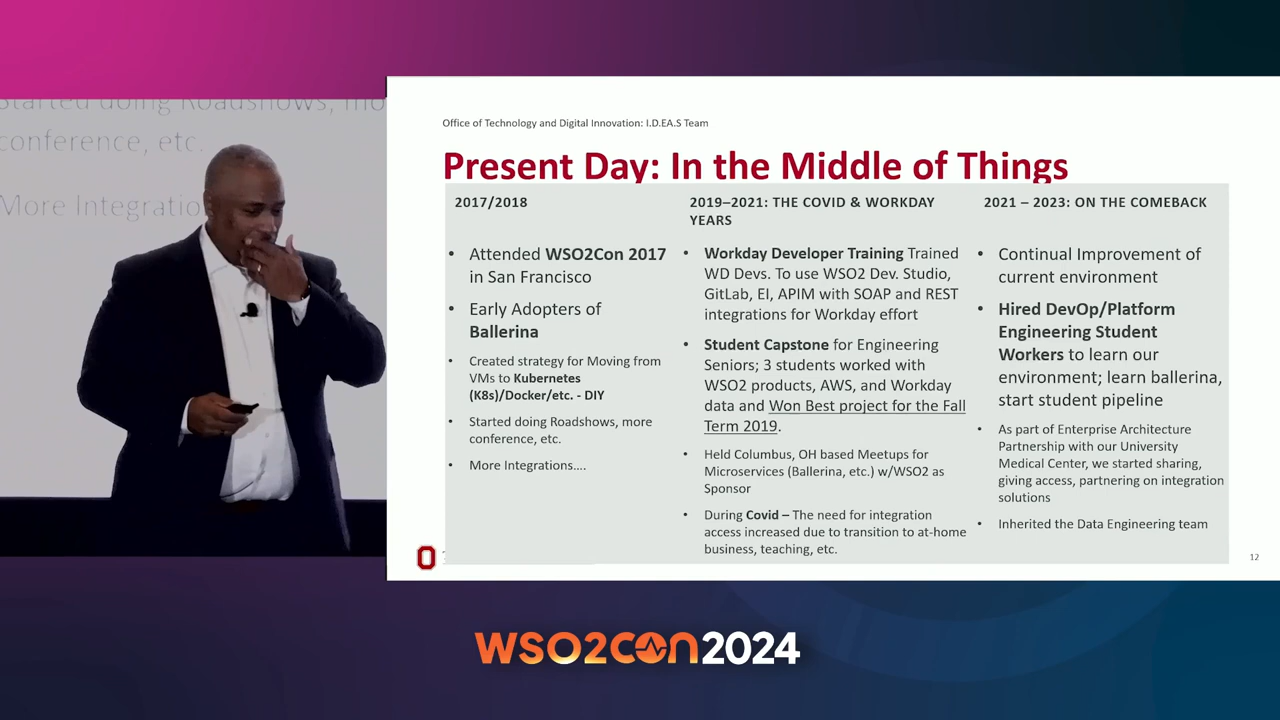 Started doing Roadshows, mo
conference, etc.
More Integratio
Office of Technology and Digital Innovation: I.D.EA.S Team
Present Day: In the Middle of Things
2017/2018
• Attended WSO2Con 2017
in San Francisco
• Early Adopters of
Ballerina
• Created strategy for Moving from
VMs to Kubernetes
(K8s)/Docker/etc. - DIY
• Started doing Roadshows, more
conference, etc.
• More Integrations....
2019–2021: THE COVID & WORKDAY
YEARS
• Workday Developer Training Trained
WD Devs. To use WSO2 Dev. Studio,
GitLab, EI, APIM with SOAP and REST
integrations for Workday effort
• Student Capstone for Engineering
Seniors; 3 students worked with
WSO2 products, AWS, and Workday
data and Won Best project for the Fall
Term 2019.
• Held Columbus, OH based Meetups for
Microservices (Ballerina, etc.) w/WSO2 as
Sponsor
• During Covid – The need for integration
access increased due to transition to at-home
business, teaching, etc.
2021 – 2023: ON THE COMEBACK
• Continual Improvement of
current environment
• Hired DevOp/Platform
Engineering Student
Workers to learn our
environment; learn ballerina,
start student pipeline
• As part of Enterprise Architecture
Partnership with our University
Medical Center, we started sharing,
giving access, partnering on integration
solutions
• Inherited the Data Engineering team
12
WSO2CON2024